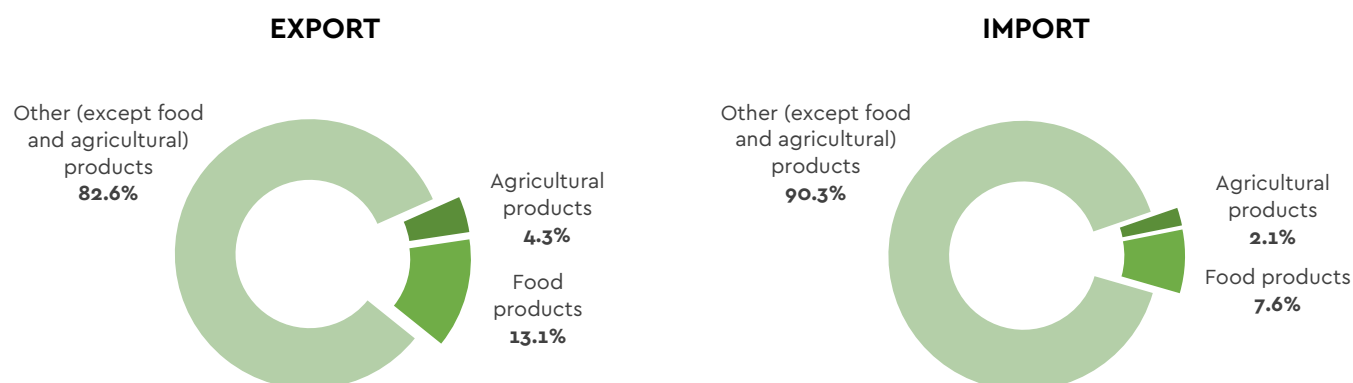 EXPORT
Other (except food
and agricultural)
products
82.6%
Agricultural
products
4.3%
Food
products
13.1%
IMPORT
Other (except food
and agricultural)
products
90.3%
Agricultural
products
2.1%
Food products
7.6%